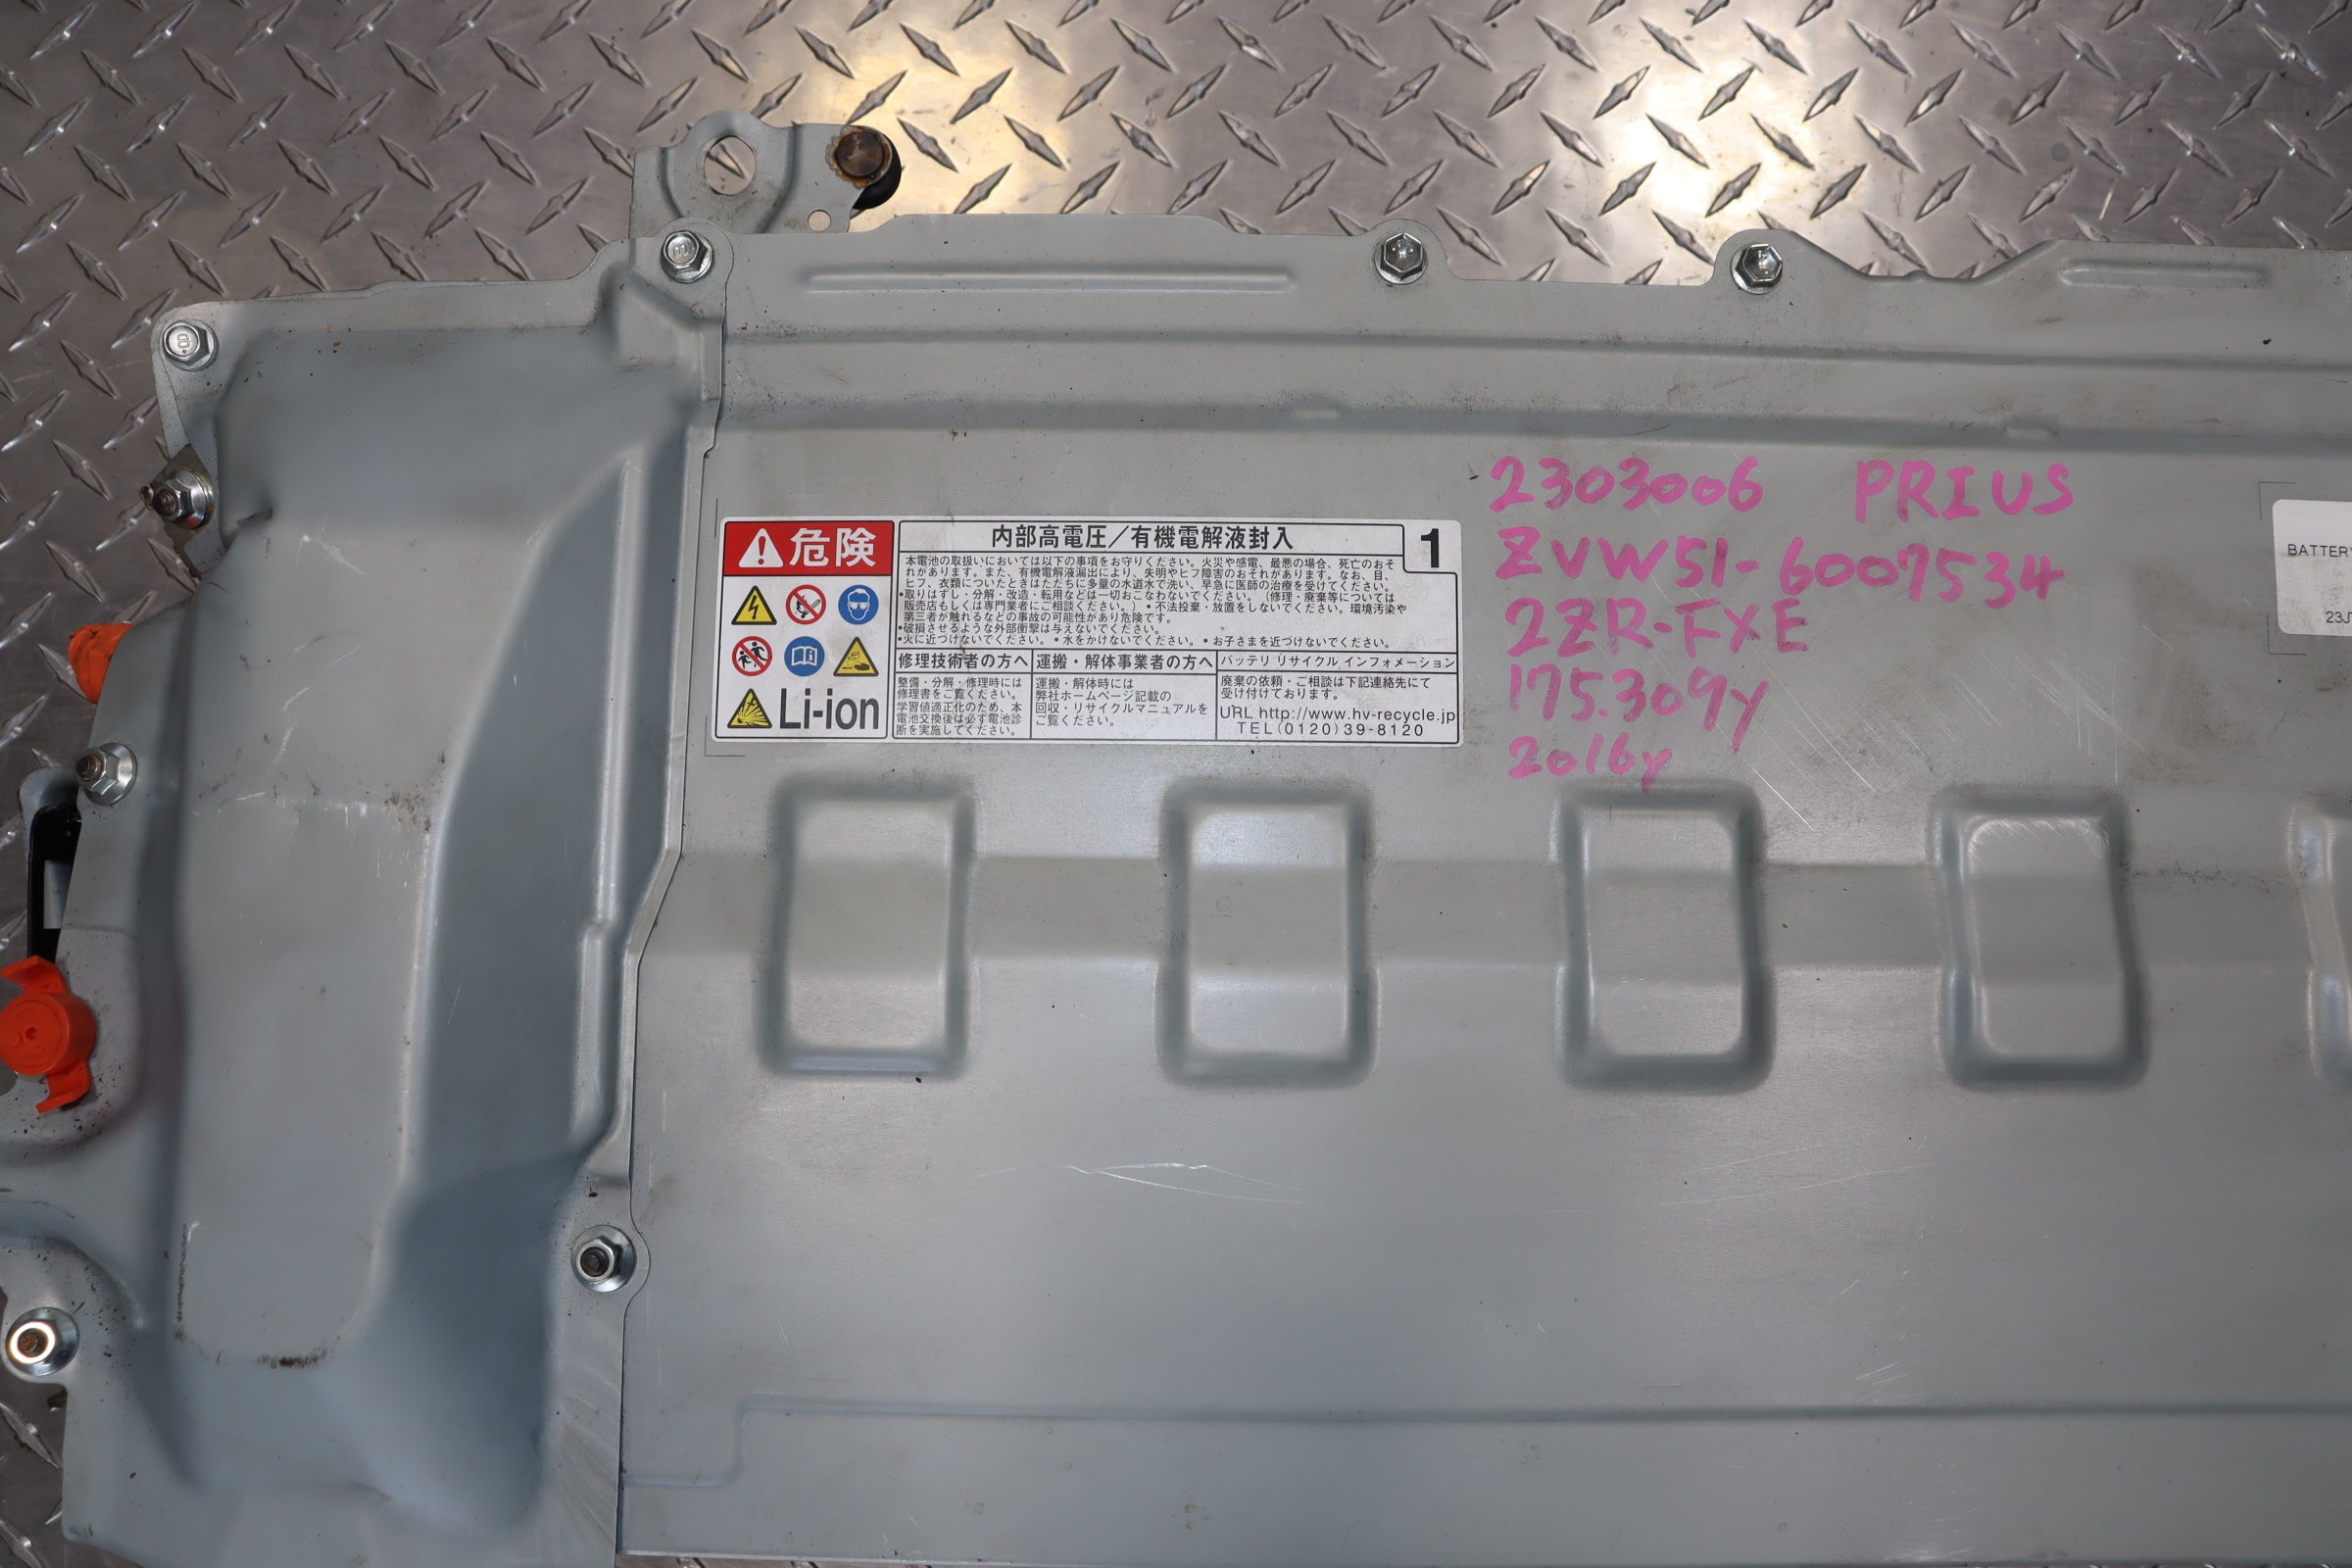 2303006 PRIUS
ZVW51-6007534
2ZR-FXE
175.309y
2016y
危険
内部高電圧/有機電解液封入
1
本電池の取扱いにおいては以下の事項をお守りください。火災や感電、最悪の場合、死亡のおそ
れがあります。また、有機電解液漏出により、失明やヒフ障害のおそれがあります。なお、目、
ヒフ、衣類についたときはただちに多量の水道水で洗い、早急に医師の治療を受けてください。
•取りはずし・分解・改造・転用などは一切おこなわないでください。(修理・廃棄等については
販売店もしくは専門業者にご相談ください。) •不法投棄・放置をしないでください。環境汚染や
第三者が触れるなどの事故の可能性があり危険です。
•破損させるような外部衝撃は与えないでください。
•火に近づけないでください。•水をかけないでください。•お子さまを近づけないでください。
修理技術者の方へ
整備・分解・修理時には
修理書をご覧ください。
学習値適正化のため、本
電池交換後は必ず電池診
断を実施してください。
運搬・解体事業者の方へ
運搬・解体時には
弊社ホームページ記載の
回収・リサイクルマニュアルを
ご覧ください。
バッテリ リサイクル インフォメーション
廃棄の依頼・ご相談は下記連絡先にて
受け付けております。
URL http://www.hv-recycle.jp
TEL(0120)39-8120
Li-ion
BATTERY
23J